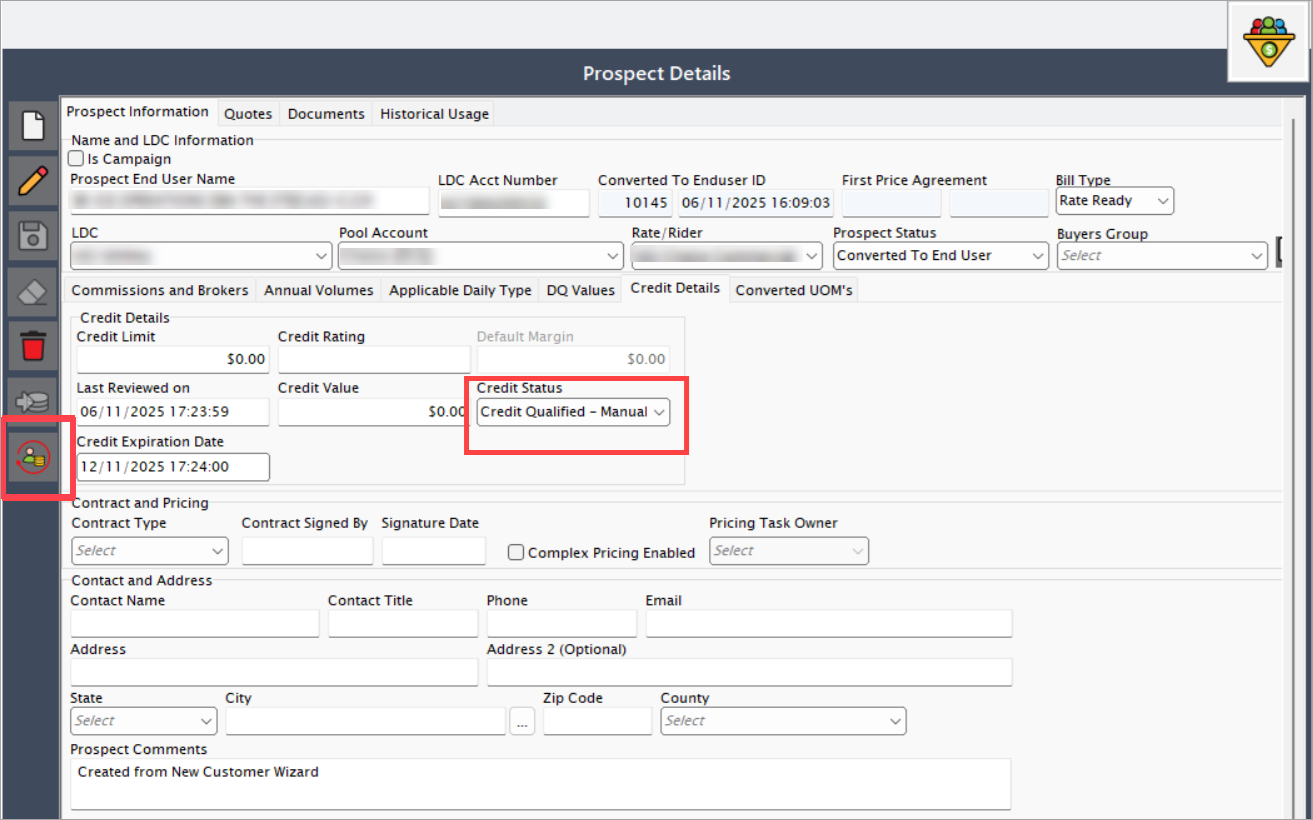 Prospect Details
Prospect Information Quotes Documents Historical Usage
Name and LDC Information
Is Campaign
Prospect End User Name LDC Acct Number Converted To Enduser ID First Price Agreement Bill Type
10145 06/11/2025 16:09:03 Rate Ready
LDC Pool Account Rate/Rider Prospect Status Buyers Group
Converted To End User Select
Commissions and Brokers Annual Volumes Applicable Daily Type DQ Values Credit Details Converted UOM's
Credit Details
Credit Limit Credit Rating Default Margin
$0.00 $0.00
Last Reviewed on Credit Value Credit Status
06/11/2025 17:23:59 $0.00 Credit Qualified - Manual
Credit Expiration Date
12/11/2025 17:24:00
Contract and Pricing
Contract Type Contract Signed By Signature Date Pricing Task Owner
Select Complex Pricing Enabled Select
Contact and Address
Contact Name Contact Title Phone Email
Address Address 2 (Optional)
State City Zip Code County
Select ... Select
Prospect Comments
Created from New Customer Wizard